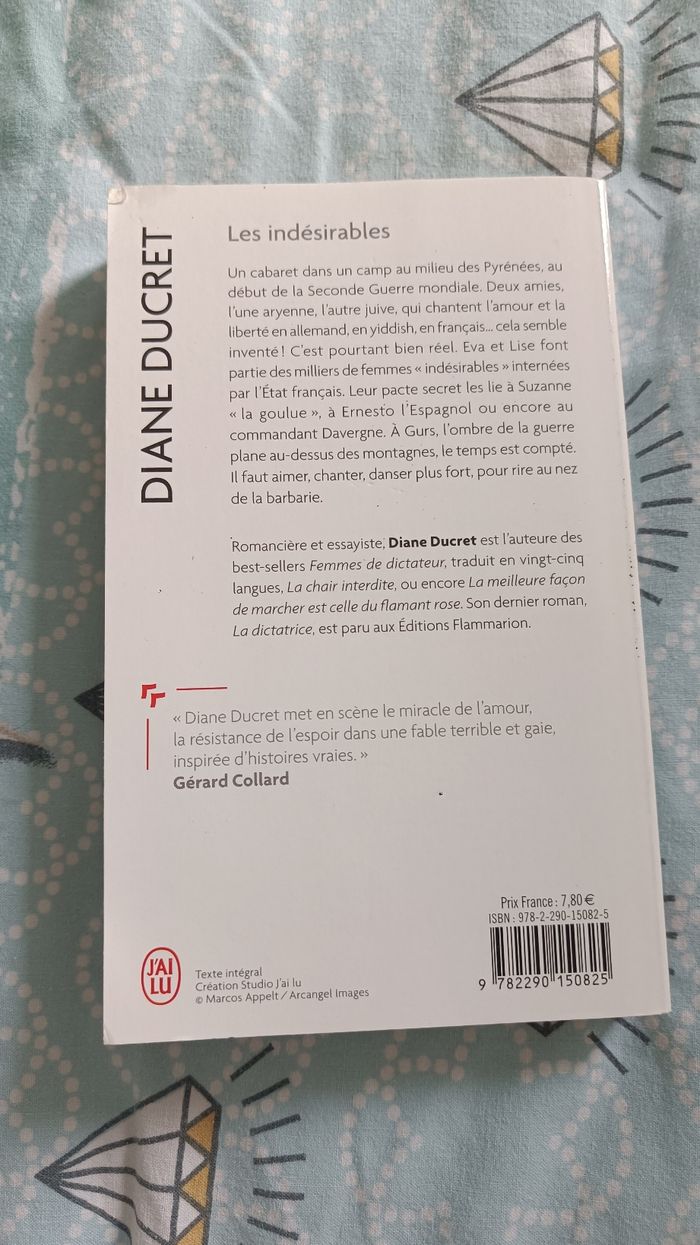 DIANE DUCRET
Les indésirables
Un cabaret dans un camp au milieu des Pyrénées, au
début de la Seconde Guerre mondiale. Deux amies,
l'une aryenne, l'autre juive, qui chantent l'amour et la
liberté en allemand, en yiddish, en français... cela semble
inventé ! C'est pourtant bien réel. Eva et Lise font
partie des milliers de femmes « indésirables » internées
par l'État français. Leur pacte secret les lie à Suzanne
« la goulue », à Ernesto l'Espagnol ou encore au
commandant Davergne. À Gurs, l'ombre de la guerre
plane au-dessus des montagnes, le temps est compté.
Il faut aimer, chanter, danser plus fort, pour rire au nez
de la barbarie.
Romancière et essayiste, Diane Ducret est l'auteure des
best-sellers Femmes de dictateur, traduit en vingt-cinq
langues, La chair interdite, ou encore La meilleure façon
de marcher est celle du flamant rose. Son dernier roman,
La dictatrice, est paru aux Éditions Flammarion.
« Diane Ducret met en scène le miracle de l'amour,
la résistance de l'espoir dans une fable terrible et gaie,
inspirée d'histoires vraies. »
Gérard Collard
Prix France : 7,80 €
ISBN : 978-2-290-15082-5
9 782290 150825
J'AI
LU
Texte intégral
Création Studio J'ai lu
© Marcos Appelt / Arcangel Images